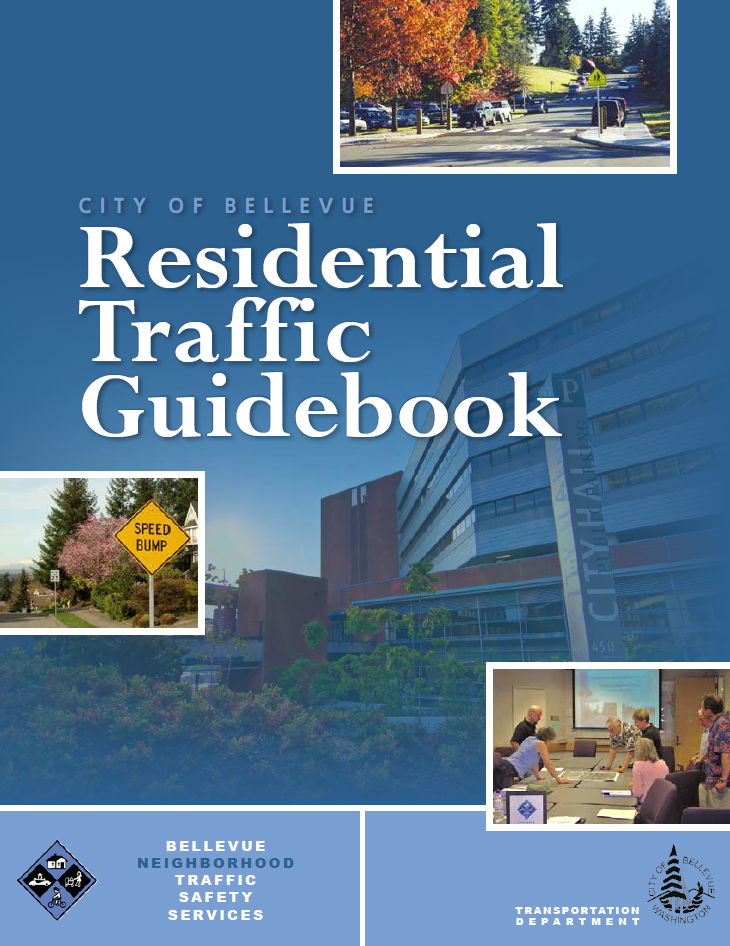 CITY OF BELLEVUE
Residential
Traffic
Guidebook
P
CITY HALL
450
SPEED
BUMP
BELLEVUE
NEIGHBORHOOD
TRAFFIC
SAFETY
SERVICES
TRANSPORTATION
DEPARTMENT
CITY OF BELLEVUE
WASHINGTON